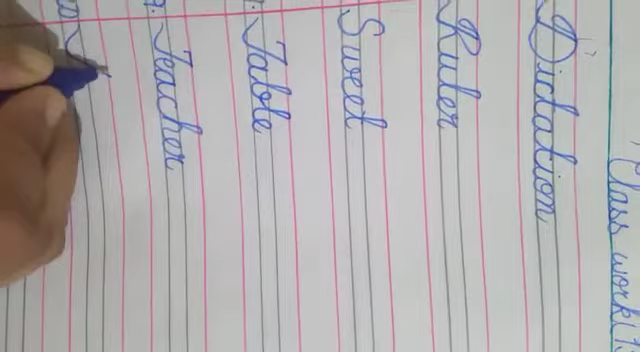 Class work
Dictation
Ruler
Sweet
Table
Teacher